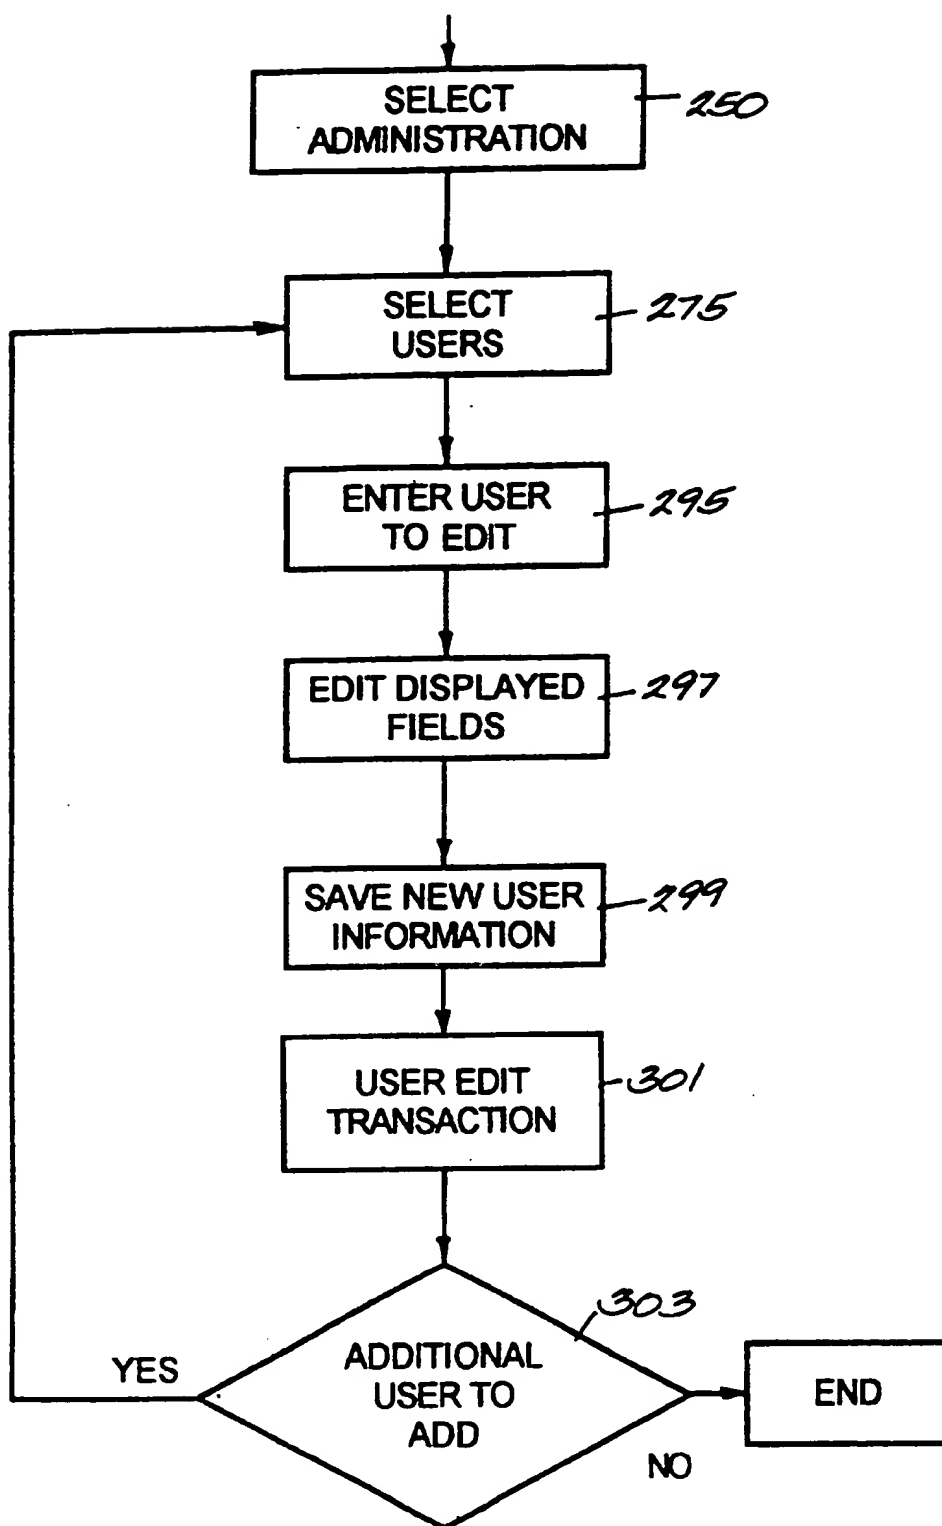 SELECT
ADMINISTRATION
250
SELECT
USERS
275
ENTER USER
TO EDIT
295
EDIT DISPLAYED
FIELDS
297
SAVE NEW USER
INFORMATION
299
USER EDIT
TRANSACTION
301
303
YES
ADDITIONAL
USER TO
ADD
END
NO